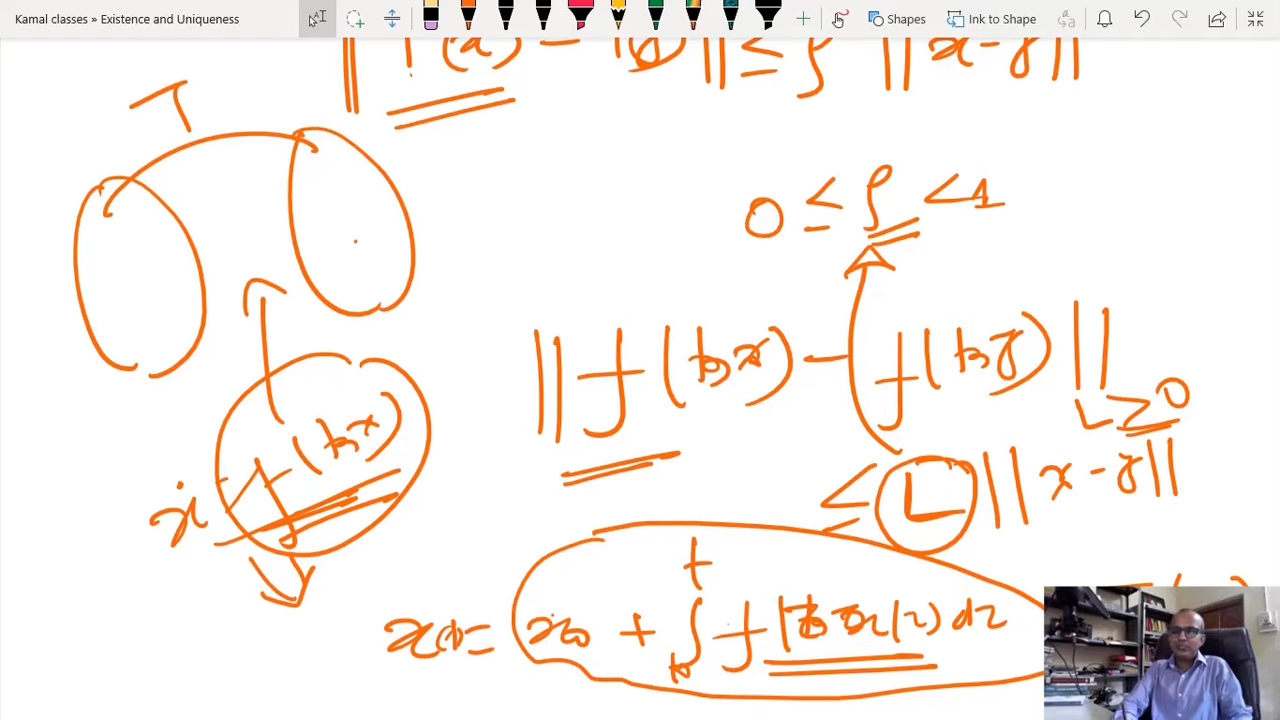 Kamal classes » Existence and Uniqueness
Shapes
Ink to Shape
|| T(x) - T(y) || ≤ ρ ||x-y||
T
0 ≤ ρ < 1
|| f(t,x) - f(t,y) ||
L ≥ 0
≤ L ||x-y||
ẋ = f(t,x)
x(t) = x0 + ∫ t t0 f(τ, x(τ)) dτ